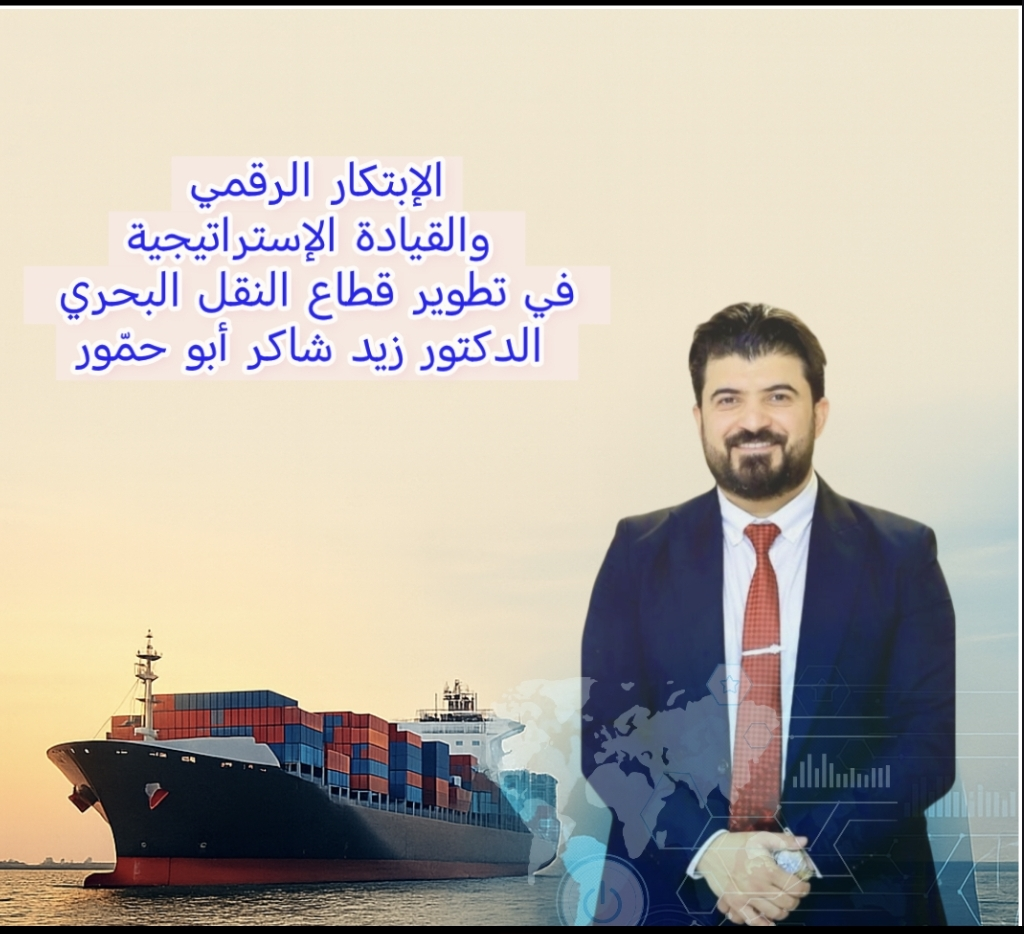 الإبتكار الرقمي
والقيادة الإستراتيجية
في تطوير قطاع النقل البحري
الدكتور زيد شاكر أبو حمّور